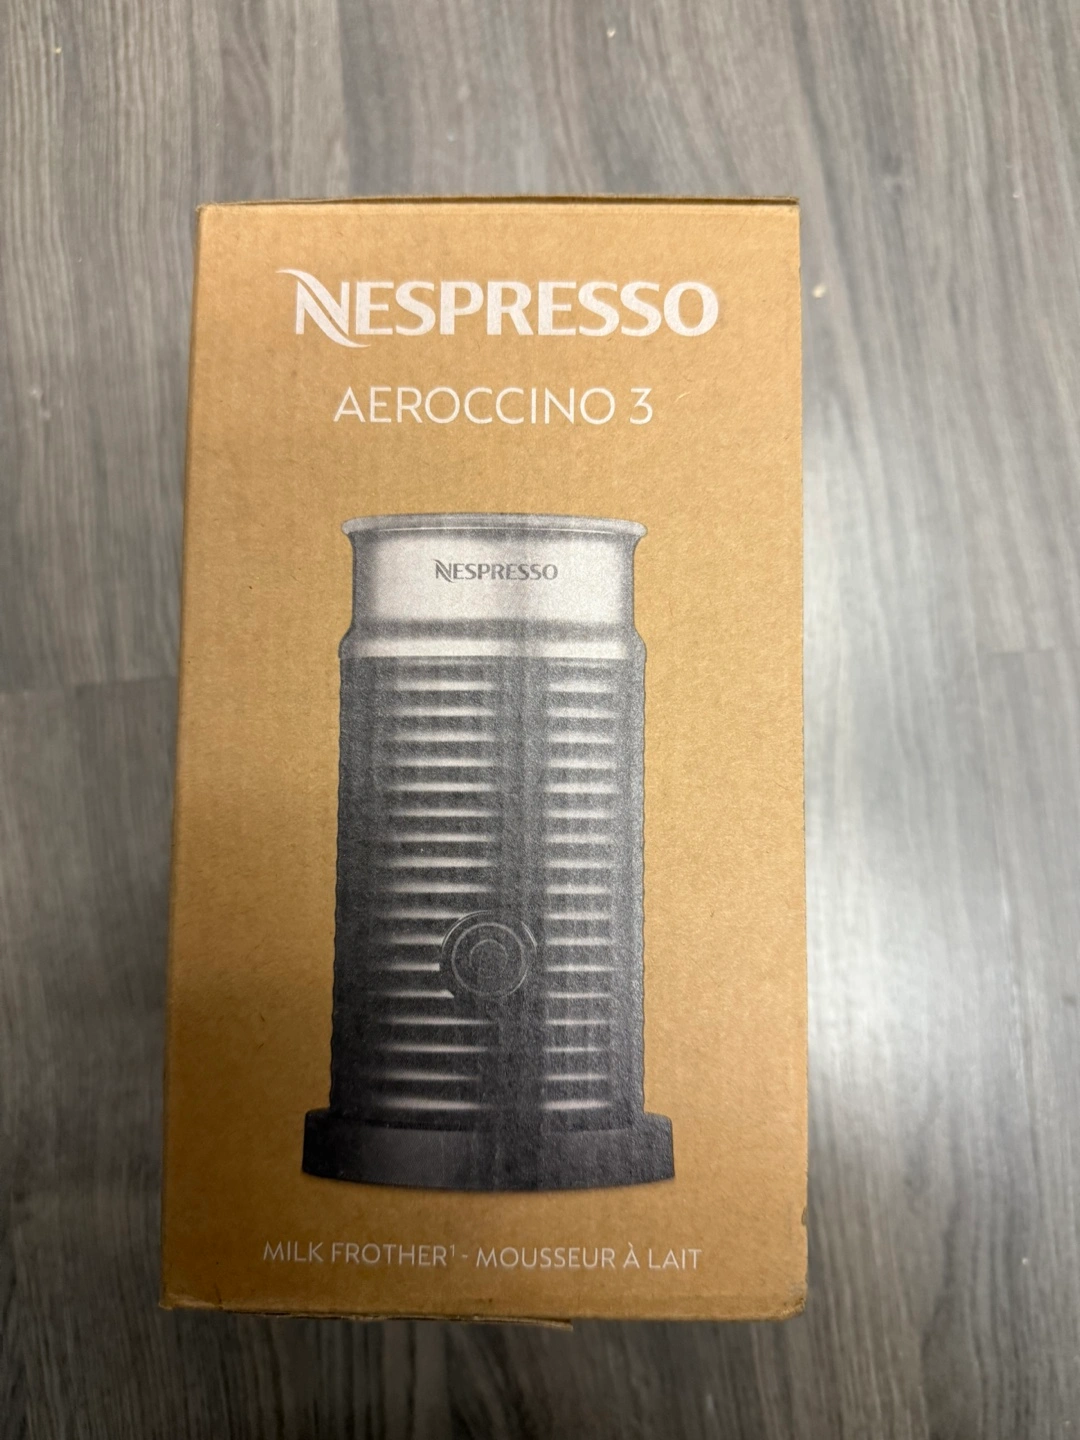 NESPRESSO
AEROCCINO 3
NESPRESSO
MILK FROTHER¹ - MOUSSEUR À LAIT